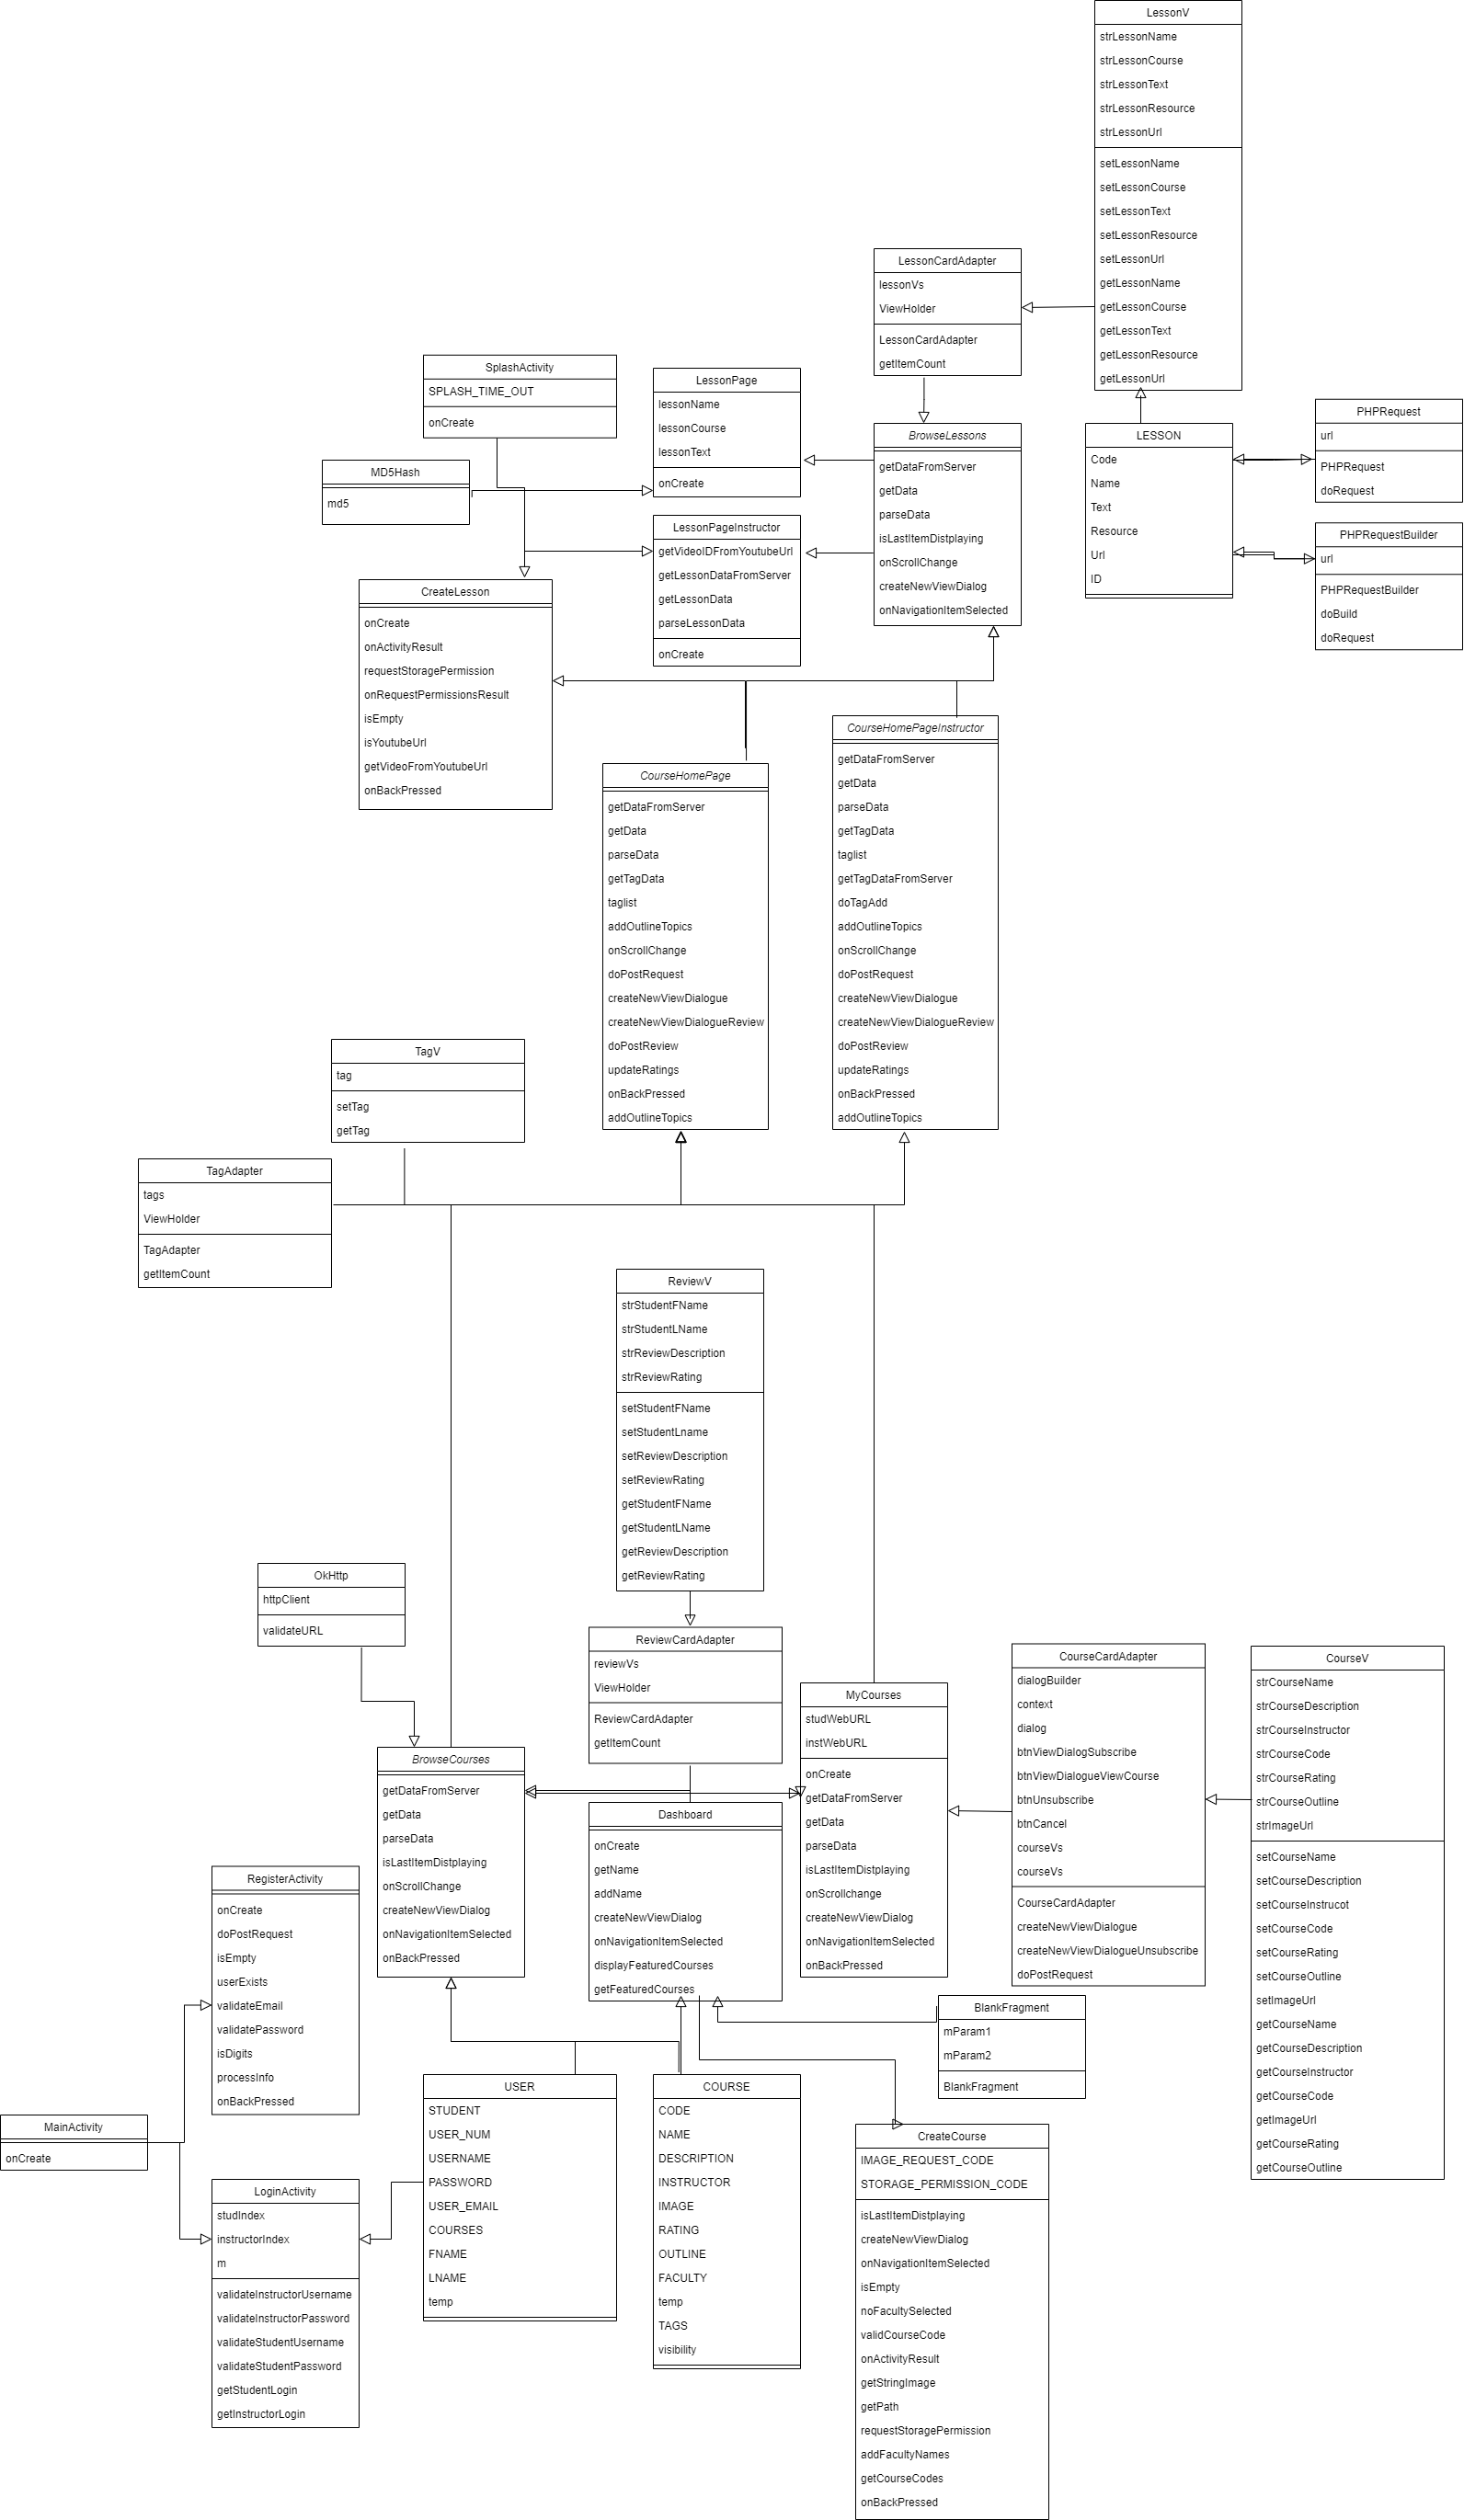 LessonV
strLessonName
strLessonCourse
strLessonText
strLessonResource
strLessonUrl
setLessonName
setLessonCourse
setLessonText
setLessonResource
setLessonUrl
getLessonName
getLessonCourse
getLessonText
getLessonResource
getLessonUrl
LessonCardAdapter
lessonVs
ViewHolder
LessonCardAdapter
getItemCount
SplashActivity
SPLASH_TIME_OUT
onCreate
LessonPage
lessonName
lessonCourse
lessonText
onCreate
MD5Hash
md5
BrowseLessons
getDataFromServer
getData
parseData
isLastItemDistplaying
onScrollChange
createNewViewDialog
onNavigationItemSelected
LESSON
Code
Name
Text
Resource
Url
ID
PHPRequest
url
PHPRequest
doRequest
PHPRequestBuilder
url
PHPRequestBuilder
doBuild
doRequest
LessonPageInstructor
getVideoIDFromYoutubeUrl
getLessonDataFromServer
getLessonData
parseLessonData
onCreate
CreateLesson
onCreate
onActivityResult
requestStoragePermission
onRequestPermissionsResult
isEmpty
isYoutubeUrl
getVideoFromYoutubeUrl
onBackPressed
CourseHomePage
getDataFromServer
getData
parseData
getTagData
taglist
addOutlineTopics
onScrollChange
doPostRequest
createNewViewDialogue
createNewViewDialogueReview
doPostReview
updateRatings
onBackPressed
addOutlineTopics
CourseHomePageInstructor
getDataFromServer
getData
parseData
getTagData
taglist
getTagDataFromServer
doTagAdd
addOutlineTopics
onScrollChange
doPostRequest
createNewViewDialogue
createNewViewDialogueReview
doPostReview
updateRatings
onBackPressed
addOutlineTopics
TagV
tag
setTag
getTag
TagAdapter
tags
ViewHolder
TagAdapter
getItemCount
ReviewV
strStudentFName
strStudentLName
strReviewDescription
strReviewRating
setStudentFName
setStudentLname
setReviewDescription
setReviewRating
getStudentFName
getStudentLName
getReviewDescription
getReviewRating
OkHttp
httpClient
validateURL
ReviewCardAdapter
reviewVs
ViewHolder
ReviewCardAdapter
getItemCount
MyCourses
studWebURL
instWebURL
onCreate
getDataFromServer
getData
parseData
isLastItemDistplaying
onScrollchange
createNewViewDialog
onNavigationItemSelected
onBackPressed
CourseCardAdapter
dialogBuilder
context
dialog
btnViewDialogSubscribe
btnViewDialogueViewCourse
btnUnsubscribe
btnCancel
courseVs
courseVs
CourseCardAdapter
createNewViewDialogue
createNewViewDialogueUnsubscribe
doPostRequest
CourseV
strCourseName
strCourseDescription
strCourseInstructor
strCourseCode
strCourseRating
strCourseOutline
strImageUrl
setCourseName
setCourseDescription
setCourseInstrucot
setCourseCode
setCourseRating
setCourseOutline
setImageUrl
getCourseName
getCourseDescription
getCourseInstructor
getCourseCode
getImageUrl
getCourseRating
getCourseOutline
BrowseCourses
getDataFromServer
getData
parseData
isLastItemDistplaying
onScrollChange
createNewViewDialog
onNavigationItemSelected
onBackPressed
Dashboard
onCreate
getName
addName
createNewViewDialog
onNavigationItemSelected
displayFeaturedCourses
getFeaturedCourses
RegisterActivity
onCreate
doPostRequest
isEmpty
userExists
validateEmail
validatePassword
isDigits
processInfo
onBackPressed
BlankFragment
mParam1
mParam2
BlankFragment
MainActivity
onCreate
LoginActivity
studIndex
instructorIndex
m
validateInstructorUsername
validateInstructorPassword
validateStudentUsername
validateStudentPassword
getStudentLogin
getInstructorLogin
USER
STUDENT
USER_NUM
USERNAME
PASSWORD
USER_EMAIL
COURSES
FNAME
LNAME
temp
COURSE
CODE
NAME
DESCRIPTION
INSTRUCTOR
IMAGE
RATING
OUTLINE
FACULTY
temp
TAGS
visibility
CreateCourse
IMAGE_REQUEST_CODE
STORAGE_PERMISSION_CODE
isLastItemDistplaying
createNewViewDialog
onNavigationItemSelected
isEmpty
noFacultySelected
validCourseCode
onActivityResult
getStringImage
getPath
requestStoragePermission
addFacultyNames
getCourseCodes
onBackPressed